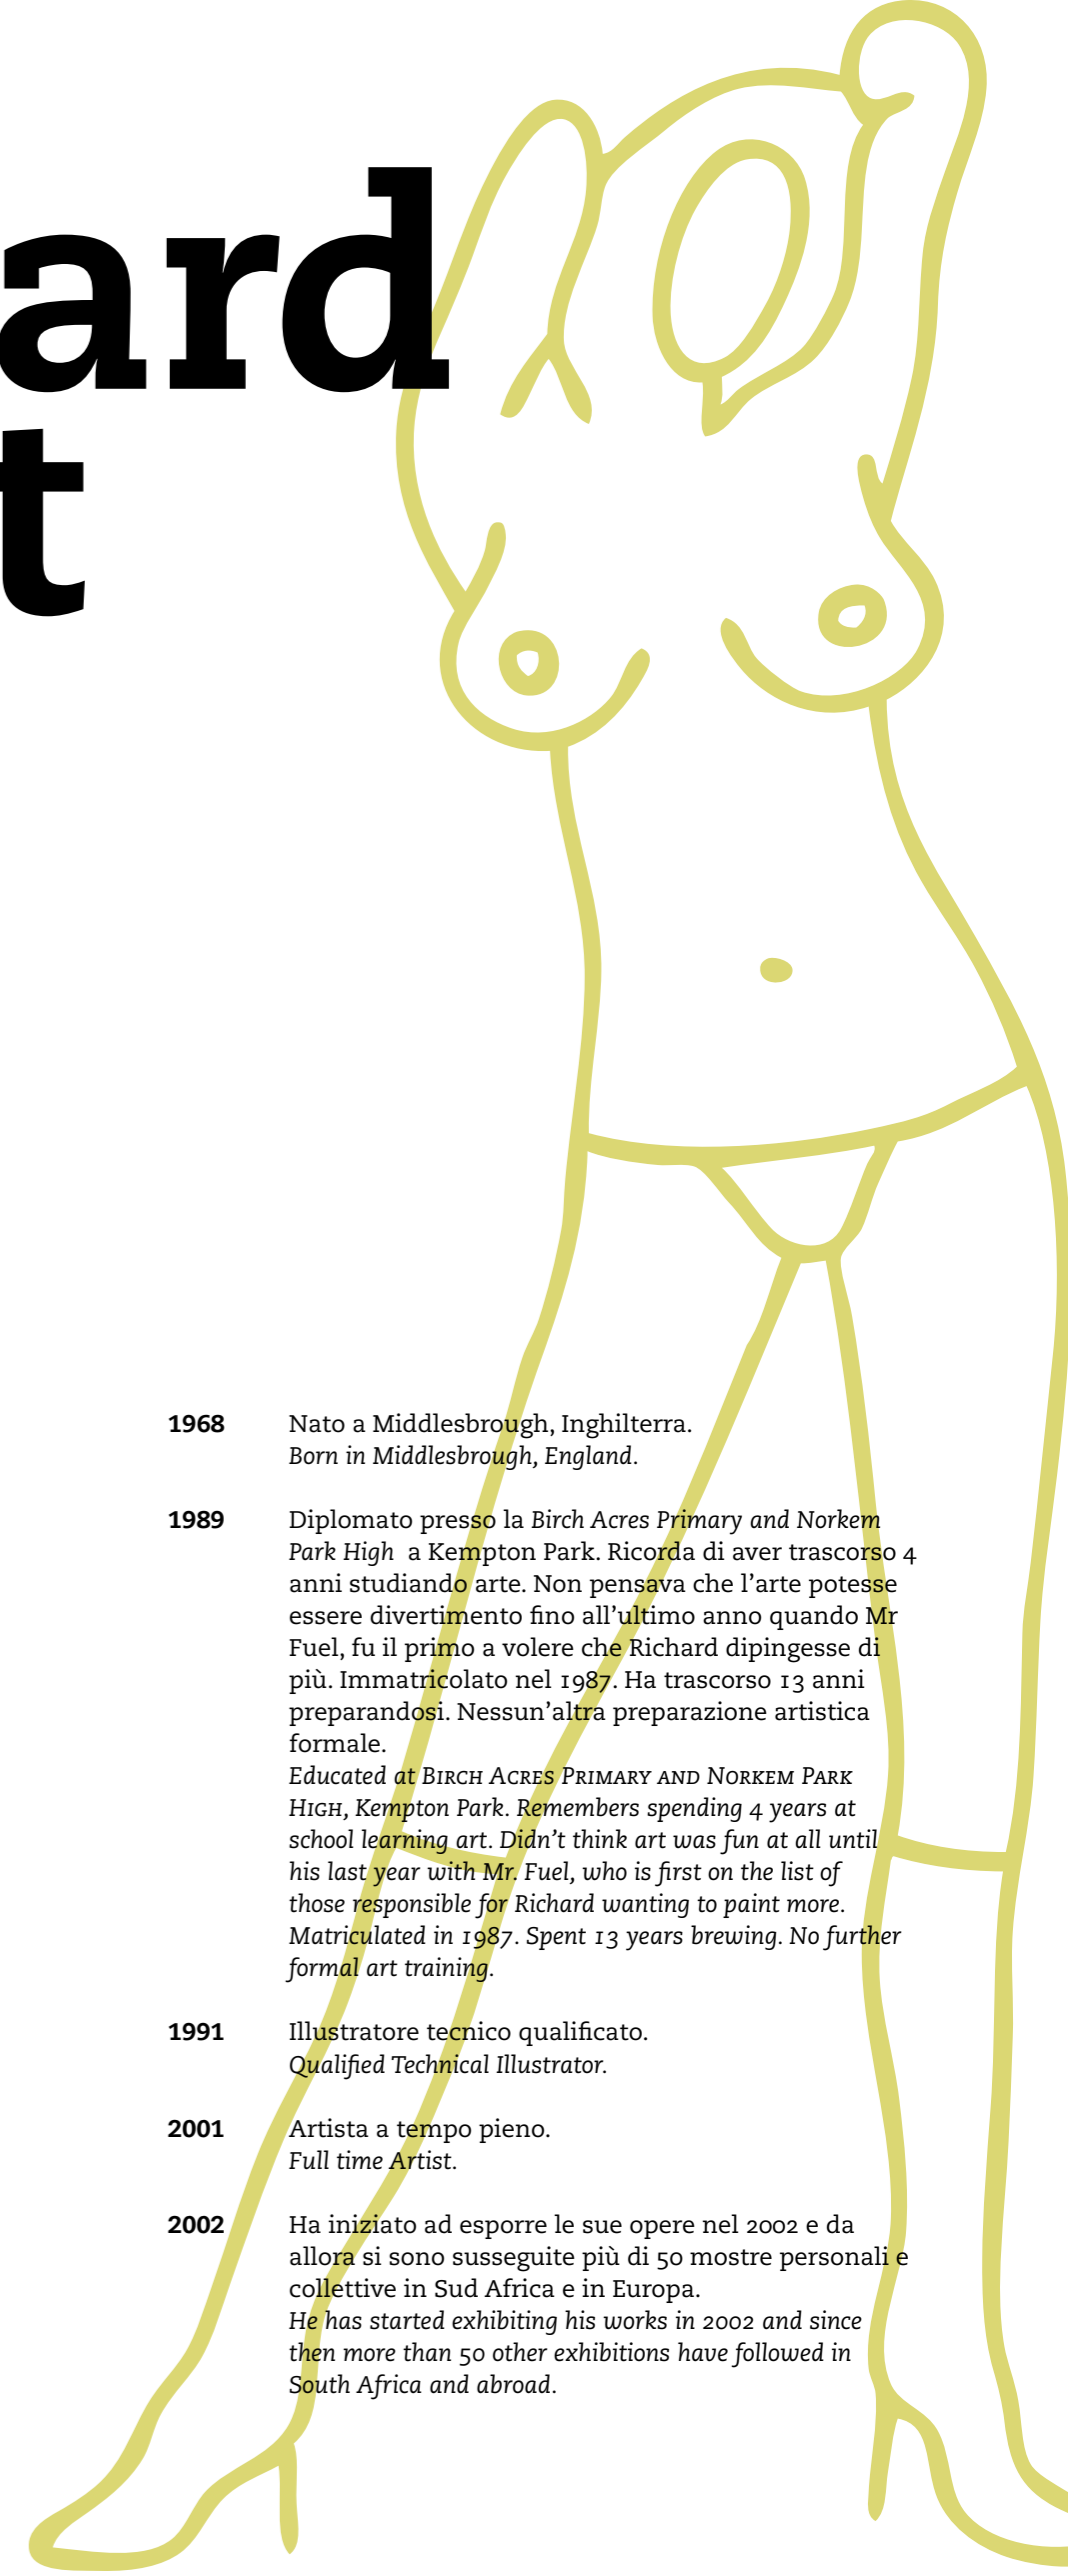 ard
t
1968 Nato a Middlesbrough, Inghilterra.
Born in Middlesbrough, England.
1989 Diplomato presso la Birch Acres Primary and Norkem
Park High a Kempton Park. Ricorda di aver trascorso 4
anni studiando arte. Non pensava che l’arte potesse
essere divertimento fino all’ultimo anno quando Mr
Fuel, fu il primo a volere che Richard dipingesse di
più. Immatricolato nel 1987. Ha trascorso 13 anni
preparandosi. Nessun’altra preparazione artistica
formale.
Educated at Birch Acres Primary and Norkem Park
High, Kempton Park. Remembers spending 4 years at
school learning art. Didn’t think art was fun at all until
his last year with Mr. Fuel, who is first on the list of
those responsible for Richard wanting to paint more.
Matriculated in 1987. Spent 13 years brewing. No further
formal art training.
1991 Illustratore tecnico qualificato.
Qualified Technical Illustrator.
2001 Artista a tempo pieno.
Full time Artist.
2002 Ha iniziato ad esporre le sue opere nel 2002 e da
allora si sono susseguite più di 50 mostre personali e
collettive in Sud Africa e in Europa.
He has started exhibiting his works in 2002 and since
then more than 50 other exhibitions have followed in
South Africa and abroad.